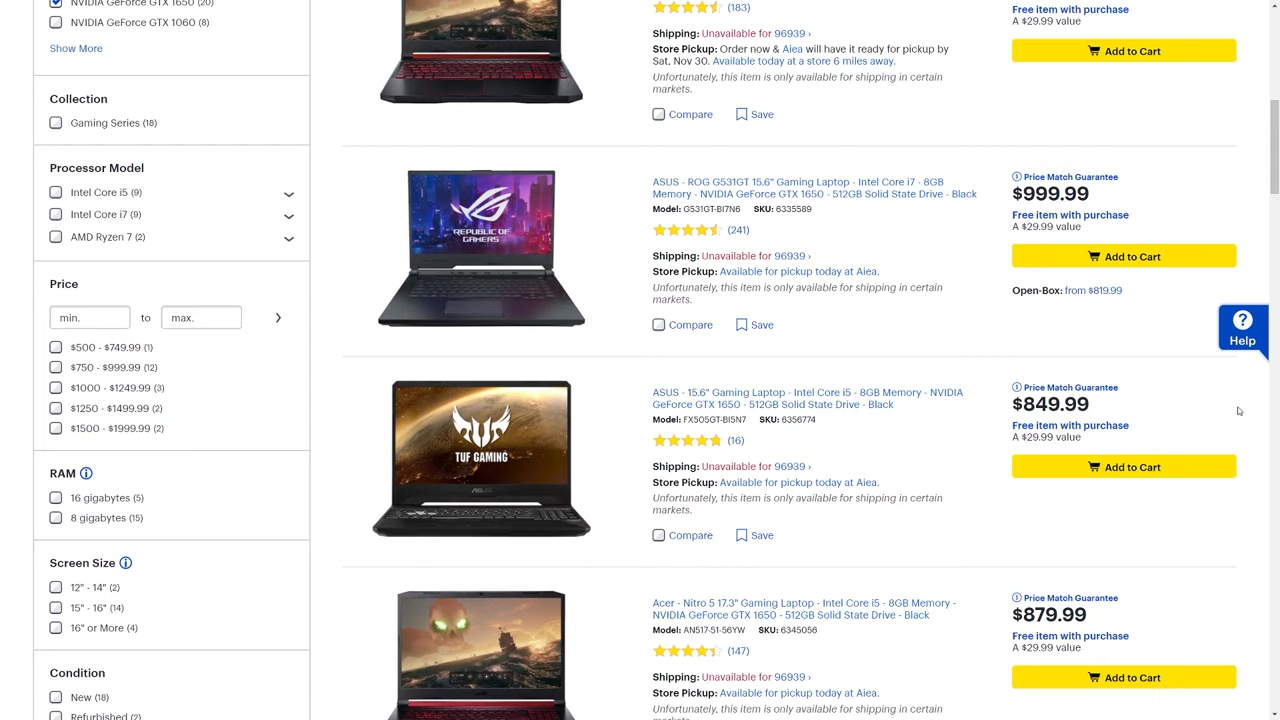 NVIDIA GeForce GTX 1650 (20)
NVIDIA GeForce GTX 1060 (8)
Show More
Gaming Series (18)
Processor Model
Intel Core i5 (9)
Intel Core i7 (9)
AMD Ryzen 7 (2)
Price
min.
to
max.
$500 - $749.99 (1)
$750 - $999.99 (12)
$1000 - $1249.99 (3)
$1250 - $1499.99 (2)
$1500 - $1999.99 (2)
RAM
16 gigabytes (5)
8 gigabytes
Screen Size
12" - 14" (2)
15" - 16" (14)
17" or More (4)
Condition
New (18)
(183)
Shipping: Unavailable for 96939 ›
Store Pickup: Order now & Aiea will have it ready for pickup by
Sat, Nov 30. Available today at a store 6 miles away.
Unfortunately, this item is only available for shipping in certain
markets.
Compare
Save
Free item with purchase
A $29.99 value
Add to Cart
REPUBLIC OF
GAMERS
ASUS - ROG G531GT 15.6" Gaming Laptop - Intel Core i7 - 8GB
Memory - NVIDIA GeForce GTX 1650 - 512GB Solid State Drive - Black
Model: G531GT-BI7N6 SKU: 6335589
(241)
Shipping: Unavailable for 96939 ›
Store Pickup: Available for pickup today at Aiea.
Unfortunately, this item is only available for shipping in certain
markets.
Compare
Save
Price Match Guarantee
$999.99
Free item with purchase
A $29.99 value
Add to Cart
Open-Box: from $819.99
?
Help
TUF GAMING
ASUS - 15.6" Gaming Laptop - Intel Core i5 - 8GB Memory - NVIDIA
GeForce GTX 1650 - 512GB Solid State Drive - Black
Model: FX505GT-BI5N7 SKU: 6356774
(16)
Shipping: Unavailable for 96939 ›
Store Pickup: Available for pickup today at Aiea.
Unfortunately, this item is only available for shipping in certain
markets.
Compare
Save
Price Match Guarantee
$849.99
Free item with purchase
A $29.99 value
Add to Cart
Acer - Nitro 5 17.3" Gaming Laptop - Intel Core i5 - 8GB Memory -
NVIDIA GeForce GTX 1650 - 512GB Solid State Drive - Black
Model: AN517-51-56YW SKU: 6345056
(147)
Shipping: Unavailable for 96939 ›
Store Pickup: Available for pickup today at Aiea.
Price Match Guarantee
$879.99
Free item with purchase
A $29.99 value
Add to Cart